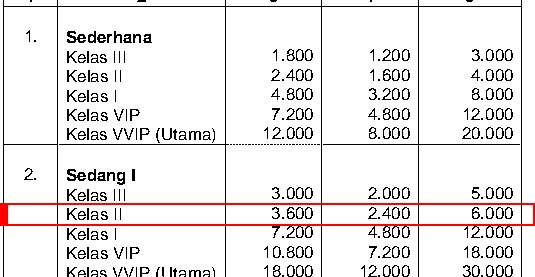 1. Sederhana
Kelas III 1.800 1.200 3.000
Kelas II 2.400 1.600 4.000
Kelas I 4.800 3.200 8.000
Kelas VIP 7.200 4.800 12.000
Kelas VVIP (Utama) 12.000 8.000 20.000
2. Sedang I
Kelas III 3.000 2.000 5.000
Kelas II 3.600 2.400 6.000
Kelas I 7.200 4.800 12.000
Kelas VIP 10.800 7.200 18.000
Kelas VVIP (Utama) 18.000 12.000 30.000